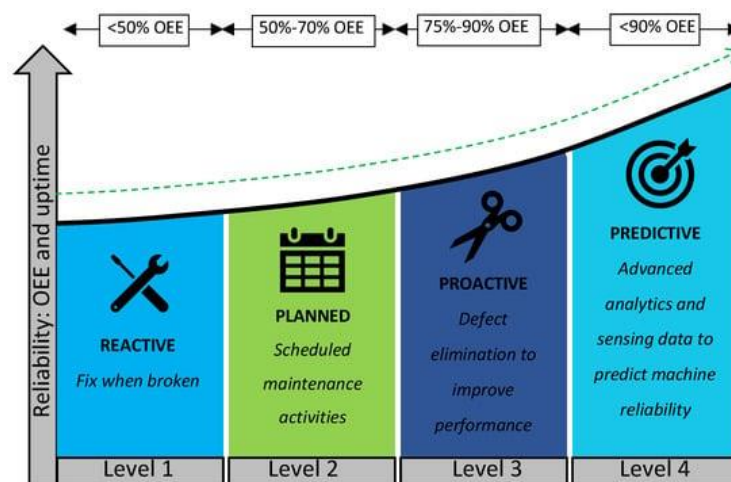 <50% OEE
50%-70% OEE
75%-90% OEE
<90% OEE
Reliability: OEE and uptime
REACTIVE
Fix when broken
PLANNED
Scheduled
maintenance
activities
PROACTIVE
Defect
elimination to
improve
performance
PREDICTIVE
Advanced
analytics and
sensing data to
predict machine
reliability
Level 1
Level 2
Level 3
Level 4